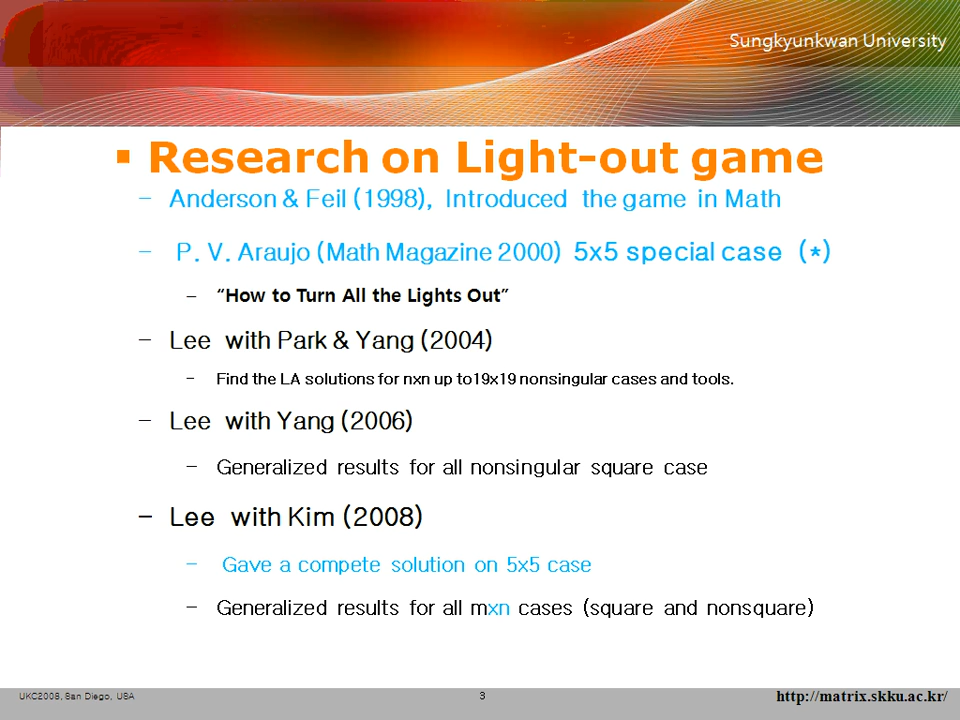 Sungkyunkwan University
▪ Research on Light-out game
– Anderson & Feil (1998), Introduced the game in Math
– P. V. Araujo (Math Magazine 2000) 5x5 special case (*)
– “How to Turn All the Lights Out”
– Lee with Park & Yang (2004)
– Find the LA solutions for nxn up to19x19 nonsingular cases and tools.
– Lee with Yang (2006)
– Generalized results for all nonsingular square case
– Lee with Kim (2008)
– Gave a compete solution on 5x5 case
– Generalized results for all mxn cases (square and nonsquare)
UKC2008, San Diego, USA
3
http://matrix.skku.ac.kr/